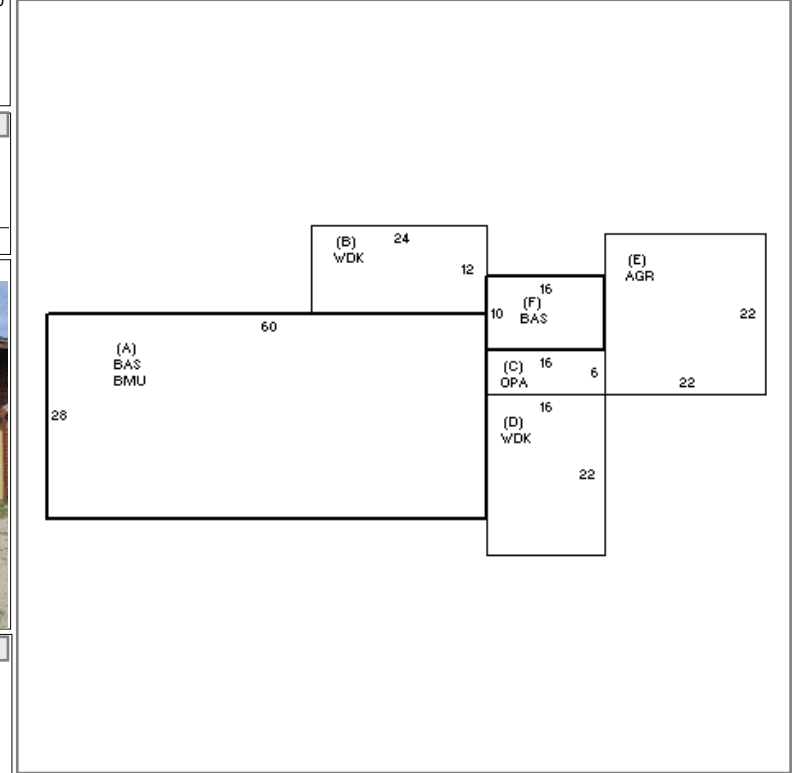 (B) 24
WDK
12
(E)
AGR
16
(F)
10 BAS
22
60
(A)
BAS
BMU
(C) 16
OPA
6
22
28
16
(D)
WDK
22